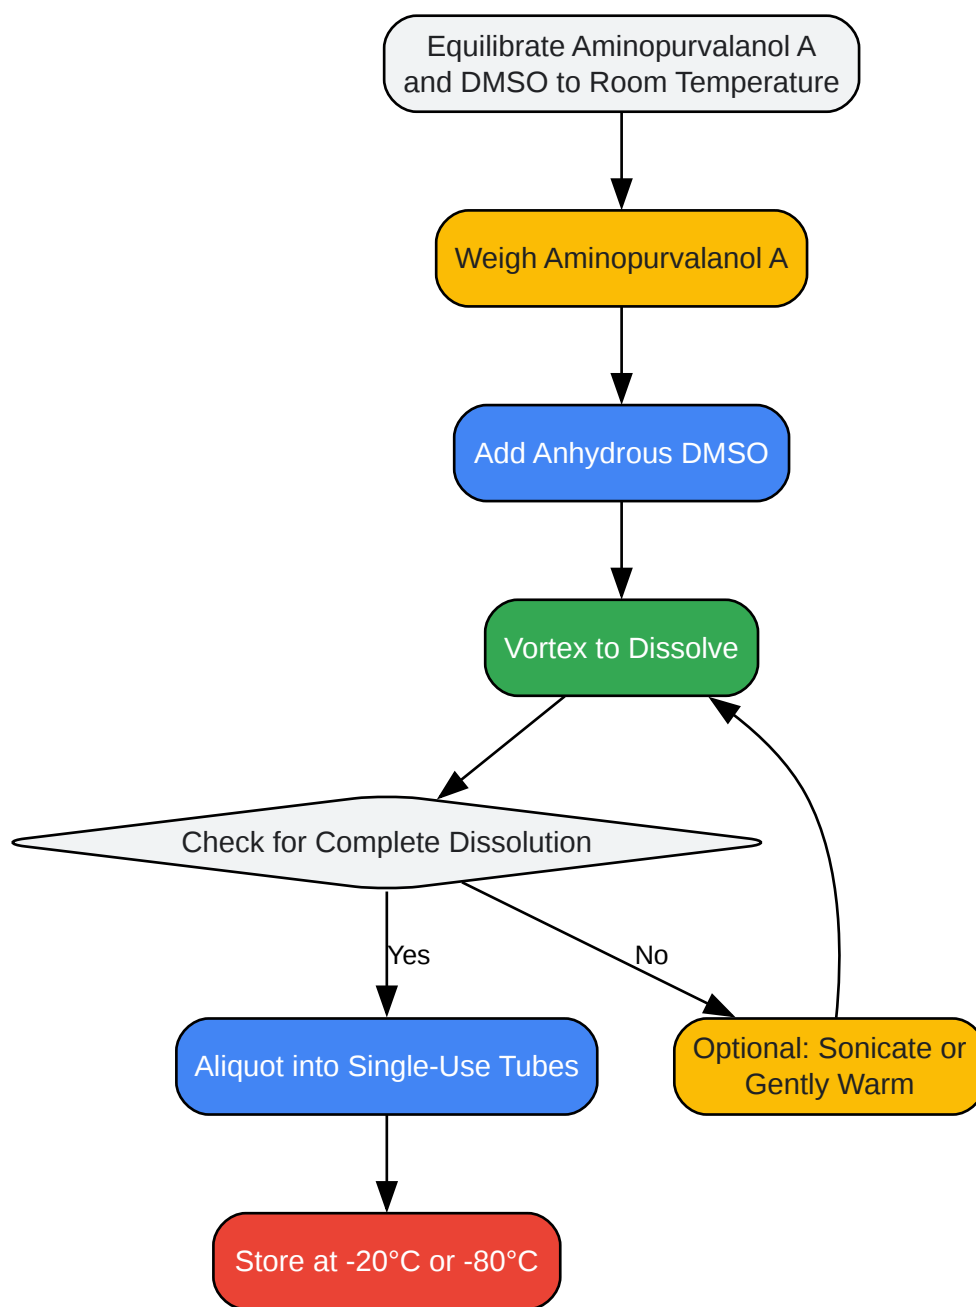 Equilibrate Aminopurvalanol A
and DMSO to Room Temperature
Weigh Aminopurvalanol A
Add Anhydrous DMSO
Vortex to Dissolve
Check for Complete Dissolution
Yes
No
Aliquot into Single-Use Tubes
Optional: Sonicate or
Gently Warm
Store at -20°C or -80°C